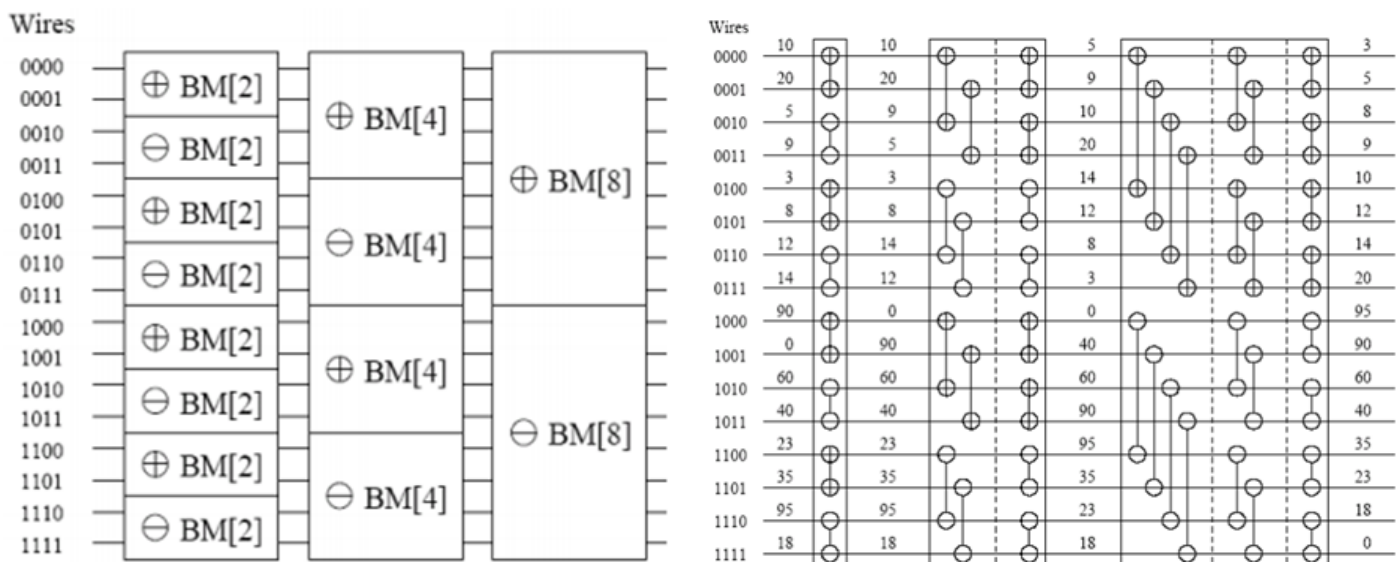 Wires
0000
0001
0010
0011
0100
0101
0110
0111
1000
1001
1010
1011
1100
1101
1110
1111
⊕ BM[2]
⊖ BM[2]
⊕ BM[2]
⊖ BM[2]
⊕ BM[2]
⊖ BM[2]
⊕ BM[2]
⊖ BM[2]
⊕ BM[4]
⊖ BM[4]
⊕ BM[4]
⊖ BM[4]
⊕ BM[8]
⊖ BM[8]
Wires
0000 10 10 5 3
0001 20 20 9 5
0010 5 9 10 8
0011 9 5 20 9
0100 3 3 14 10
0101 8 8 12 12
0110 12 14 8 14
0111 14 12 3 20
1000 90 0 0 95
1001 0 90 40 90
1010 60 60 60 60
1011 40 40 90 40
1100 23 23 95 35
1101 35 35 35 23
1110 95 95 23 18
1111 18 18 18 0